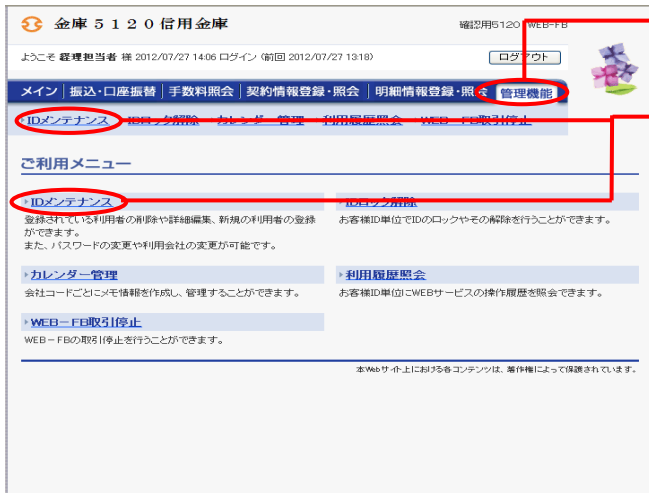 金庫5120信用金庫
確認用5120 WEB-FB
ようこそ 経理担当者 様 2012/07/27 14:06 ログイン (前回 2012/07/27 13:18)
ログアウト
メイン 振込・口座振替 手数料照会 契約情報登録・照会 明細情報登録・照会 管理機能
IDメンテナンス IDロック解除 カレンダー管理 利用履歴照会 WEB-FB取引停止
ご利用メニュー
IDメンテナンス
登録されている利用者の削除や詳細編集、新規の利用者の登録
ができます。
また、パスワードの変更や利用会社の変更が可能です。
IDロック解除
お客様ID単位でIDのロックやその解除を行うことができます。
カレンダー管理
会社コードごとにメモ情報を作成し、管理することができます。
利用履歴照会
お客様ID単位にWEBサービスの操作履歴を照会できます。
WEB-FB取引停止
WEB-FBの取引停止を行うことができます。
本Webサイト上における各コンテンツは、著作権によって保護されています。